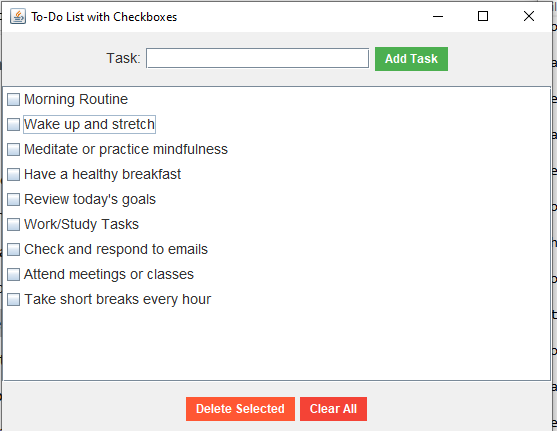 To-Do List with Checkboxes
Task: Add Task
Morning Routine
Wake up and stretch
Meditate or practice mindfulness
Have a healthy breakfast
Review today's goals
Work/Study Tasks
Check and respond to emails
Attend meetings or classes
Take short breaks every hour
Delete Selected Clear All